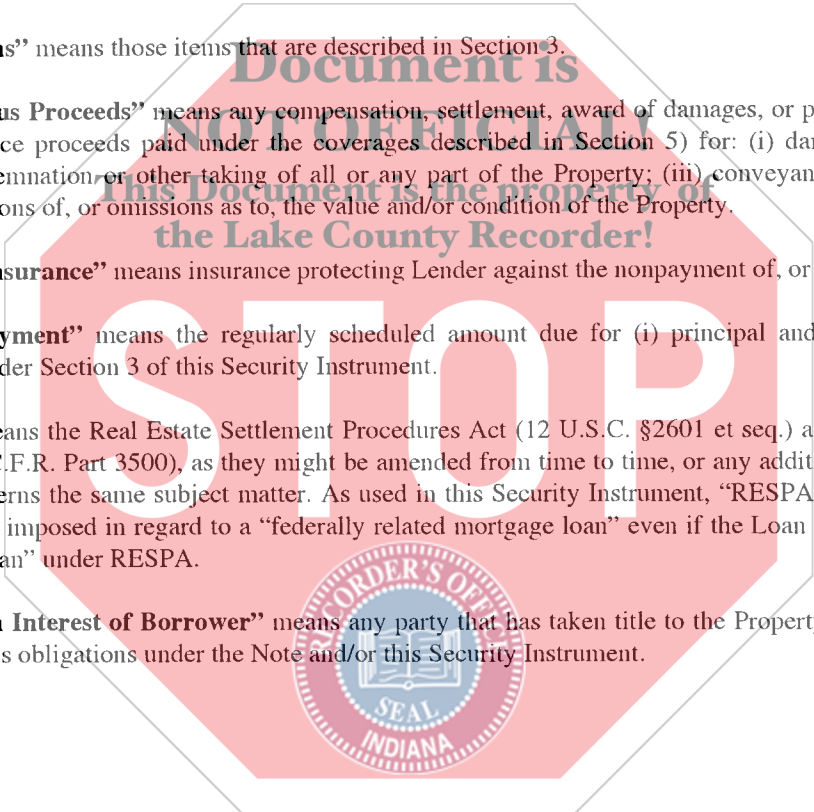 ns” means those items that are described in Section 3.
Document is
us Proceeds” means any compensation, settlement, award of damages, or p
NOT OFFICIAL!
ce proceeds paid under the coverages described in Section 5) for: (i) da
emnation or other taking of all or any part of the Property; (iii) conveyan
This Document is the property of
ons of, or omissions as to, the value and/or condition of the Property.
the Lake County Recorder!
nsurance” means insurance protecting Lender against the nonpayment of, or
yment” means the regularly scheduled amount due for (i) principal and
der Section 3 of this Security Instrument.
STOP
eans the Real Estate Settlement Procedures Act (12 U.S.C. §2601 et seq.) a
.F.R. Part 3500), as they might be amended from time to time, or any addit
erns the same subject matter. As used in this Security Instrument, “RESPA
imposed in regard to a “federally related mortgage loan” even if the Loan
an” under RESPA.
RECORDER'S OFFICE
n Interest of Borrower” means any party that has taken title to the Property
s obligations under the Note and/or this Security Instrument.
SEAL
INDIANA